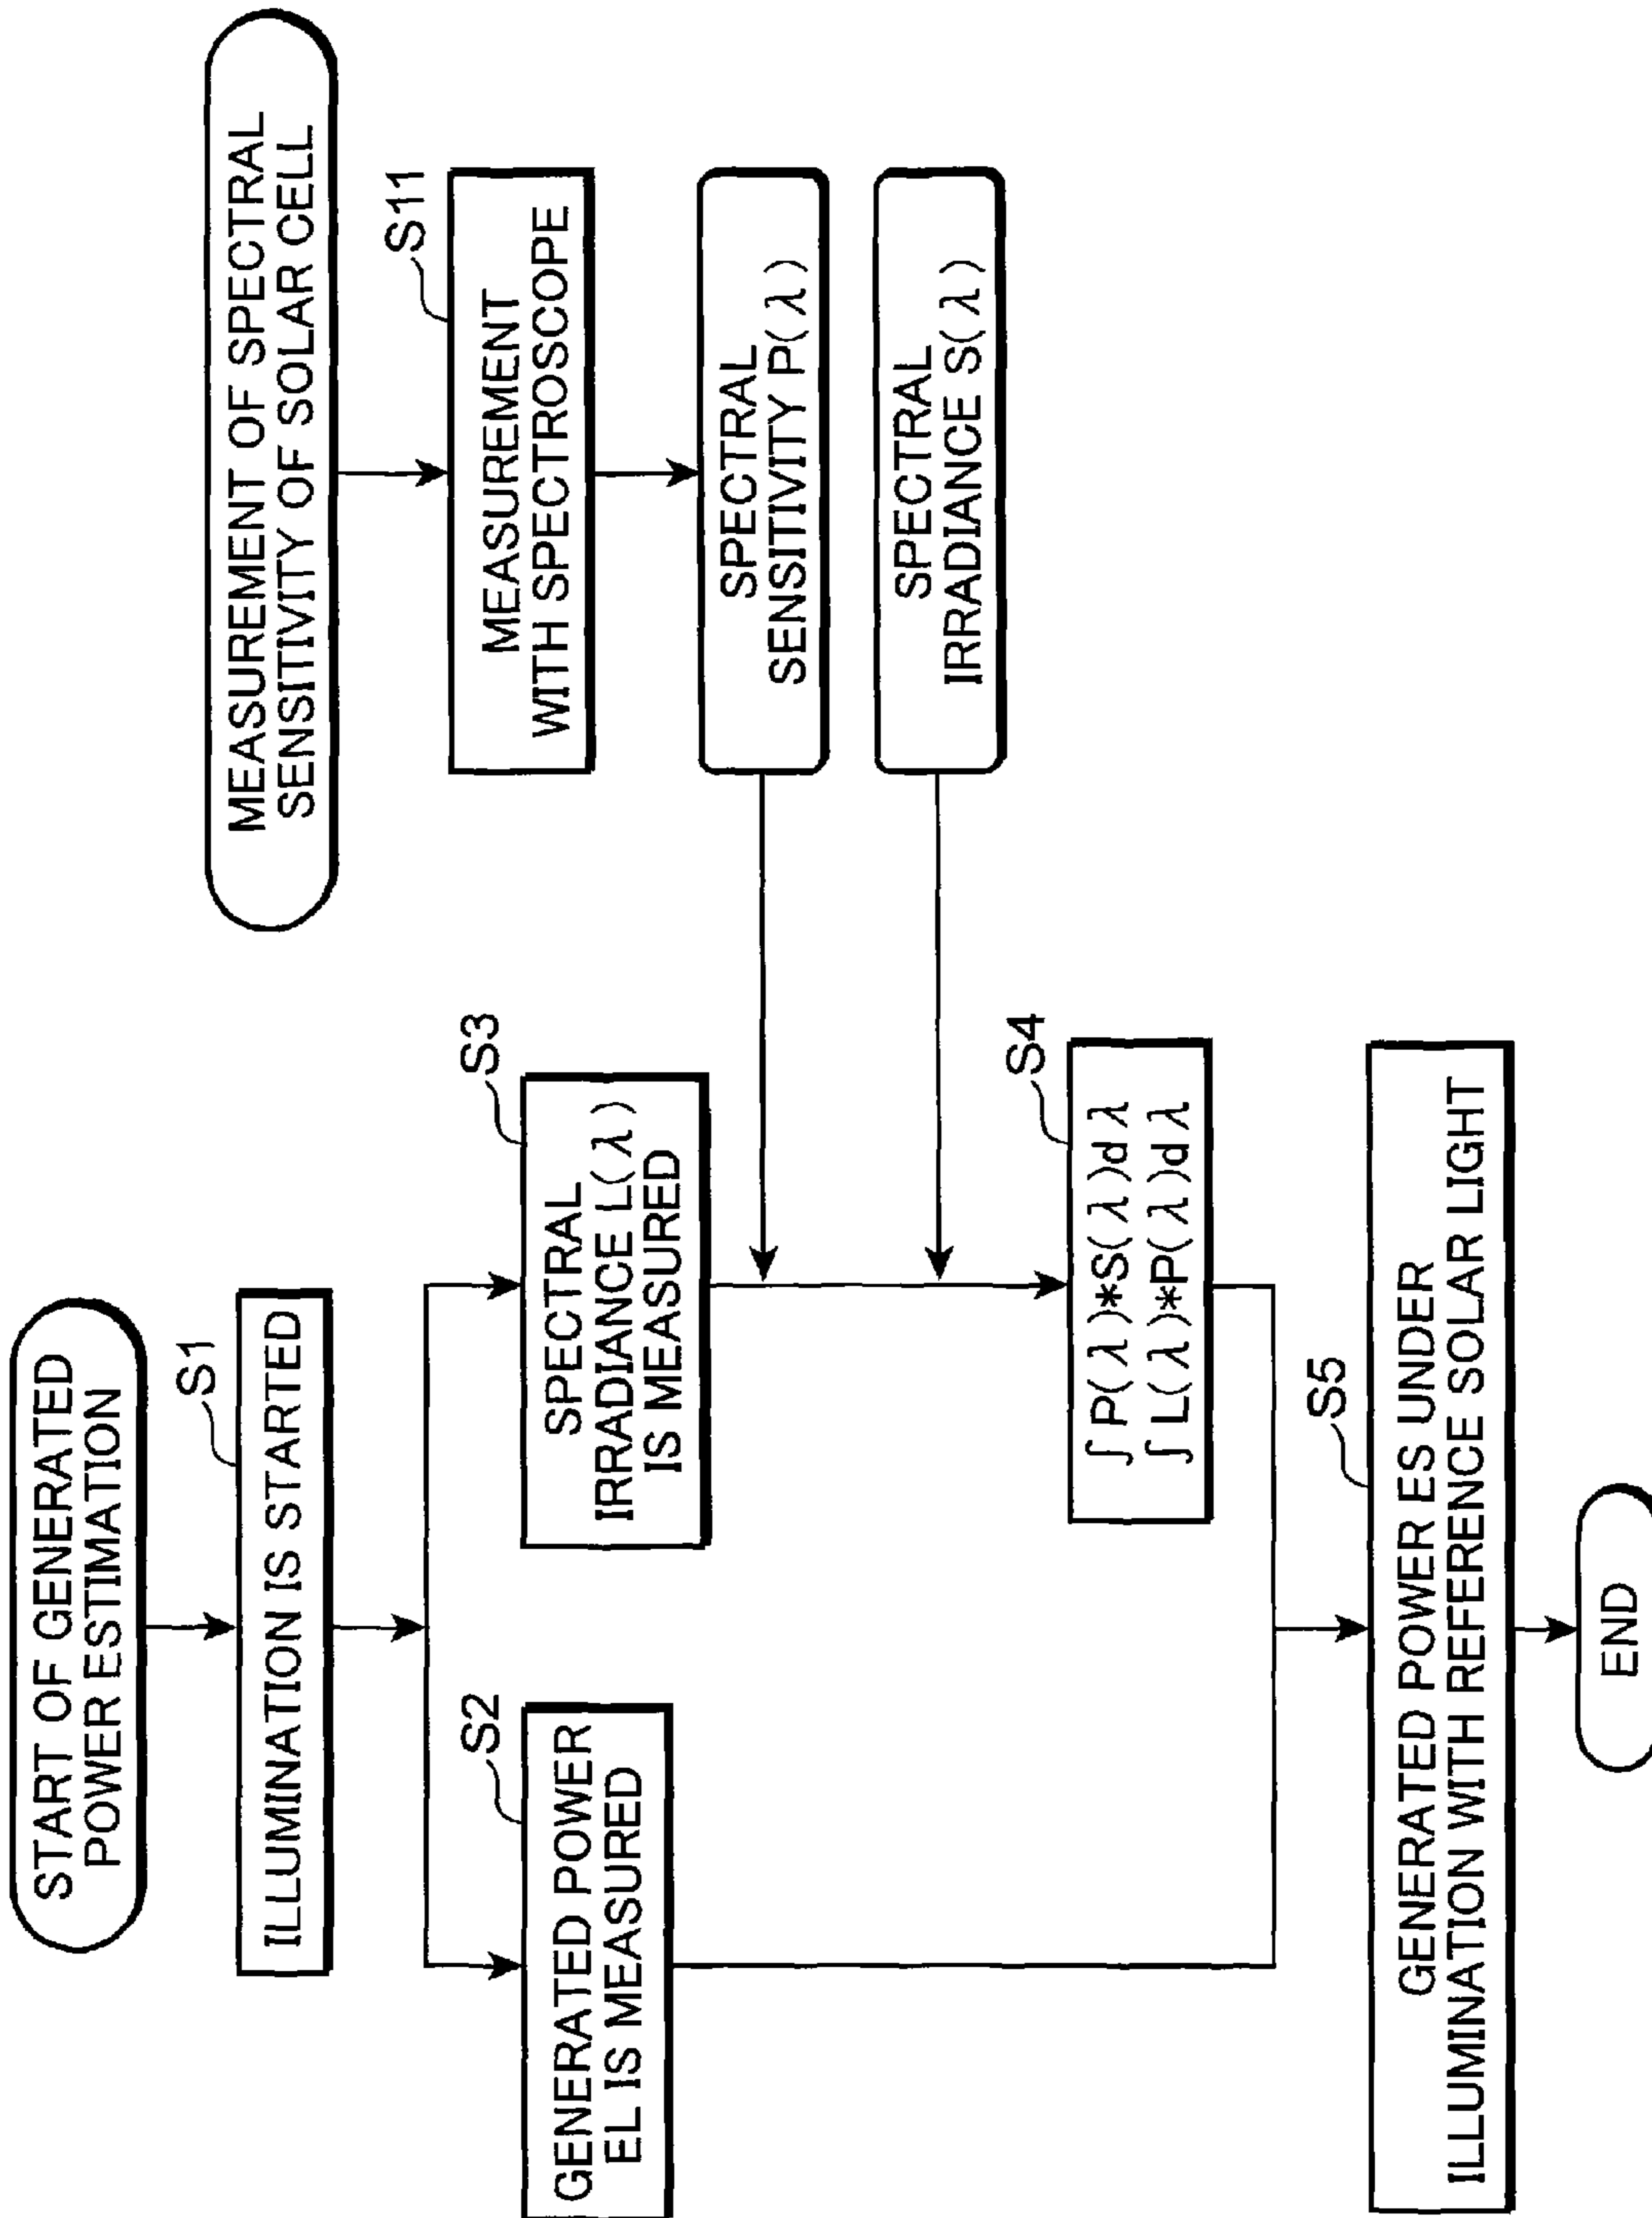 START OF GENERATED
POWER ESTIMATION
S1
ILLUMINATION IS STARTED
S2
GENERATED POWER
EL IS MEASURED
S3
SPECTRAL
IRRADIANCE L(λ)
IS MEASURED
MEASUREMENT OF SPECTRAL
SENSITIVITY OF SOLAR CELL
S11
MEASUREMENT
WITH SPECTROSCOPE
SPECTRAL
SENSITIVITY P(λ)
SPECTRAL
IRRADIANCE S(λ)
S4
∫P(λ)*S(λ)dλ
∫L(λ)*P(λ)dλ
S5
GENERATED POWER ES UNDER
ILLUMINATION WITH REFERENCE SOLAR LIGHT
END